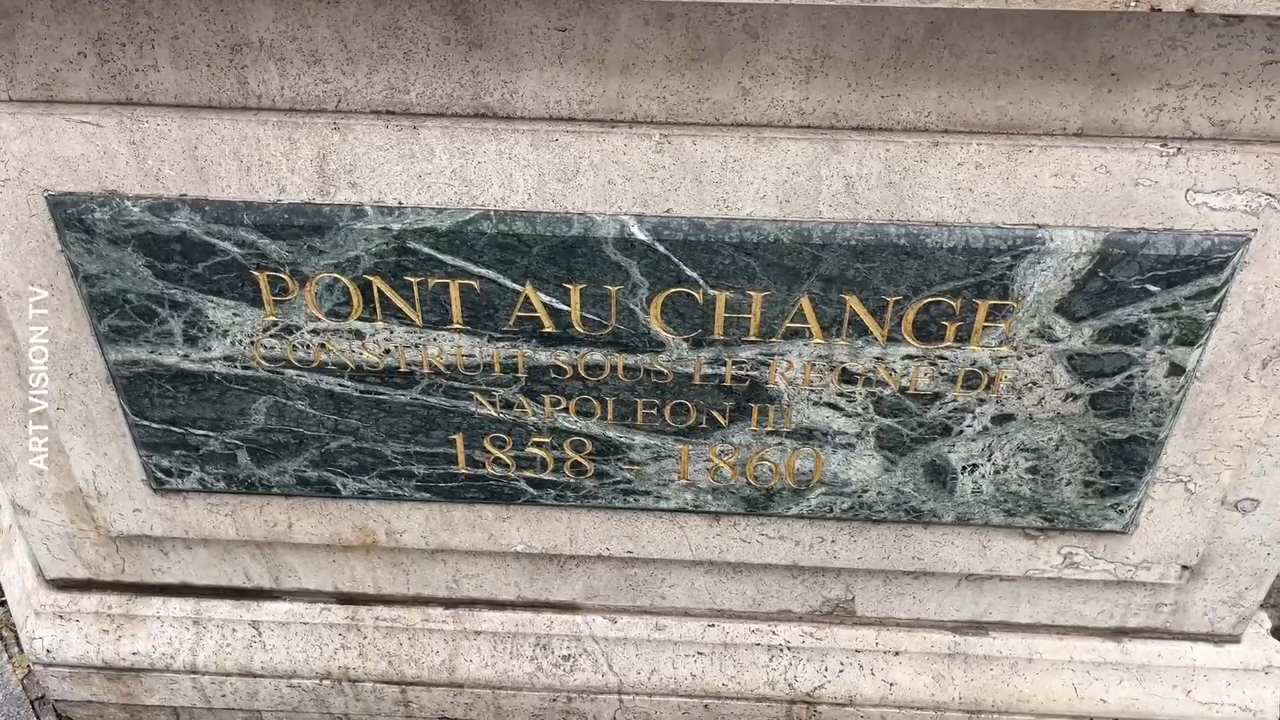 PONT AU CHANGE
CONSTRUIT SOUS LE REGNE DE
NAPOLEON III
1858 - 1860
ART VISION TV